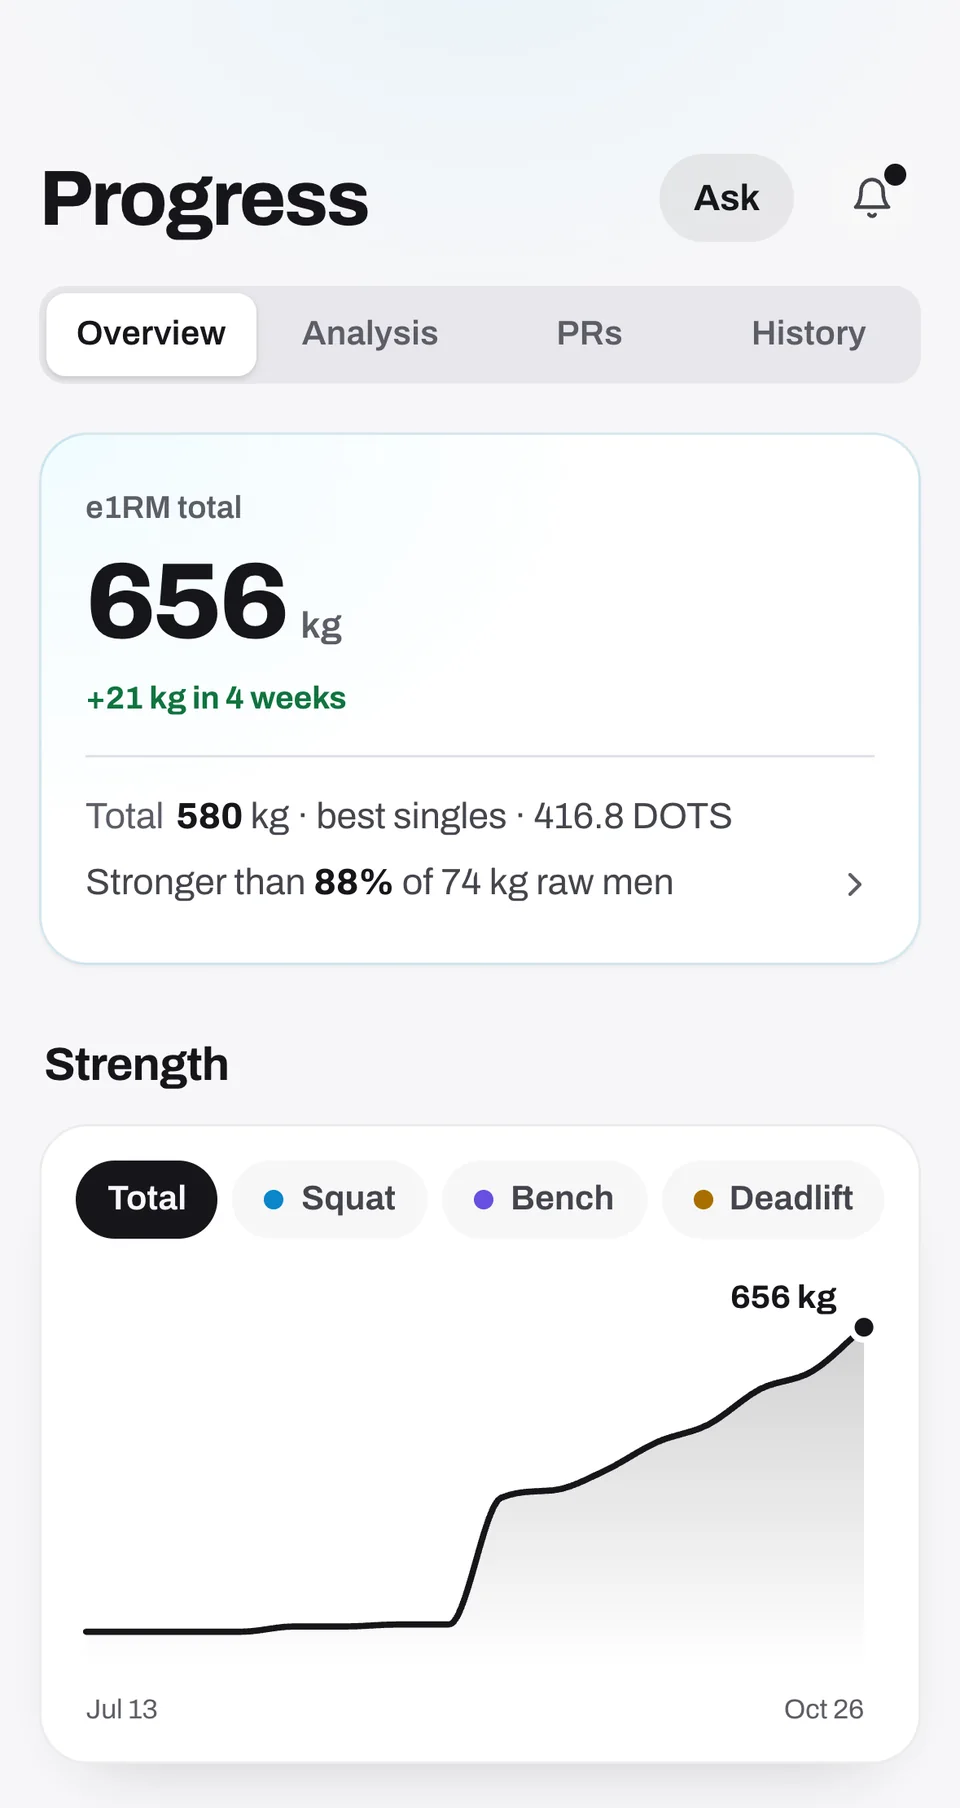 Progress
Ask
Overview
Analysis
PRs
History
e1RM total
656 kg
+21 kg in 4 weeks
Total 580 kg · best singles · 416.8 DOTS
Stronger than 88% of 74 kg raw men
Strength
Total
Squat
Bench
Deadlift
656 kg
Jul 13
Oct 26